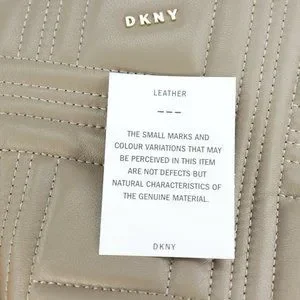 DKNY
LEATHER
THE SMALL MARKS AND
COLOUR VARIATIONS THAT MAY
BE PERCEIVED IN THIS ITEM
ARE NOT DEFECTS BUT
NATURAL CHARACTERISTICS OF
THE GENUINE MATERIAL.
DKNY